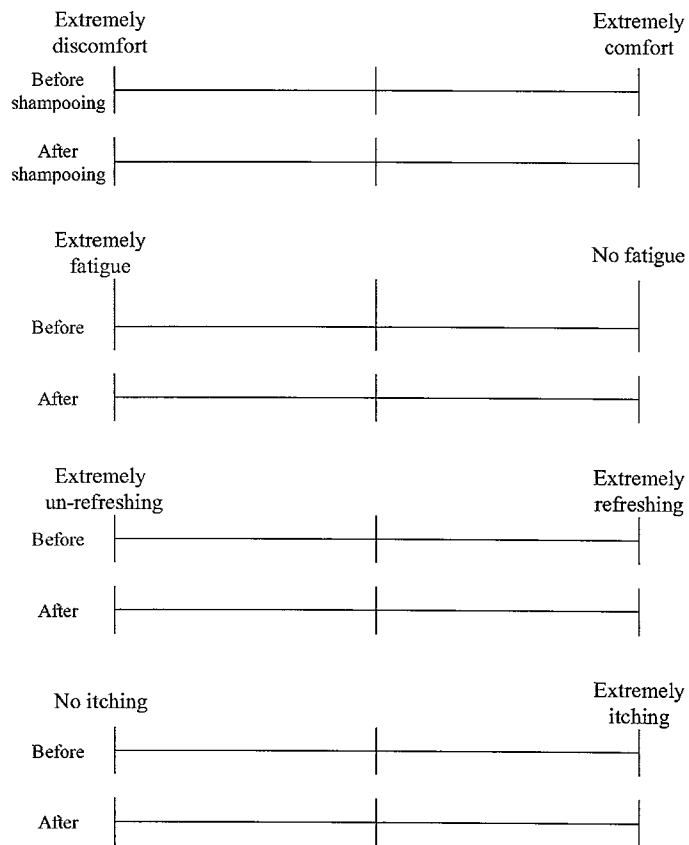 Extremely
discomfort
Extremely
comfort
Before
shampooing
After
shampooing
Extremely
fatigue
No fatigue
Before
After
Extremely
un-refreshing
Extremely
refreshing
Before
After
No itching
Extremely
itching
Before
After